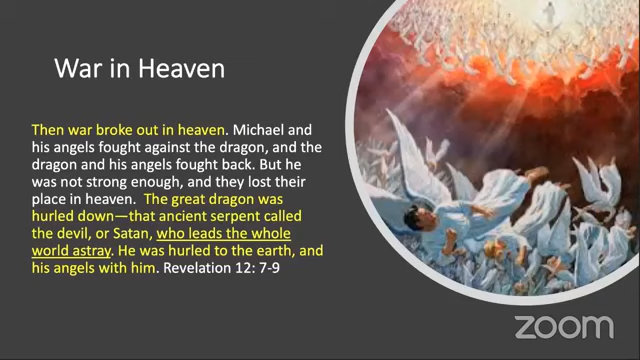 War in Heaven
Then war broke out in heaven. Michael and
his angels fought against the dragon, and the
dragon and his angels fought back. But he
was not strong enough, and they lost their
place in heaven.  The great dragon was
hurled down—that ancient serpent called
the devil, or Satan, who leads the whole
world astray. He was hurled to the earth, and
his angels with him. Revelation 12: 7-9
zoom